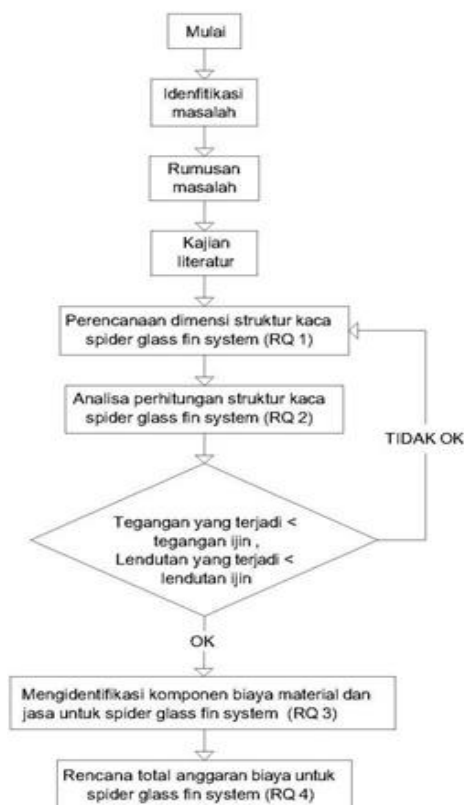 Mulai
Idenfitikasi
masalah
Rumusan
masalah
Kajian
literatur
Perencanaan dimensi struktur kaca
spider glass fin system (RQ 1)
Analisa perhitungan struktur kaca
spider glass fin system (RQ 2)
TIDAK OK
Tegangan yang terjadi <
tegangan ijin ,
Lendutan yang terjadi <
lendutan ijin
OK
Mengidentifikasi komponen biaya material dan
jasa untuk spider glass fin system (RQ 3)
Rencana total anggaran biaya untuk
spider glass fin system (RQ 4)